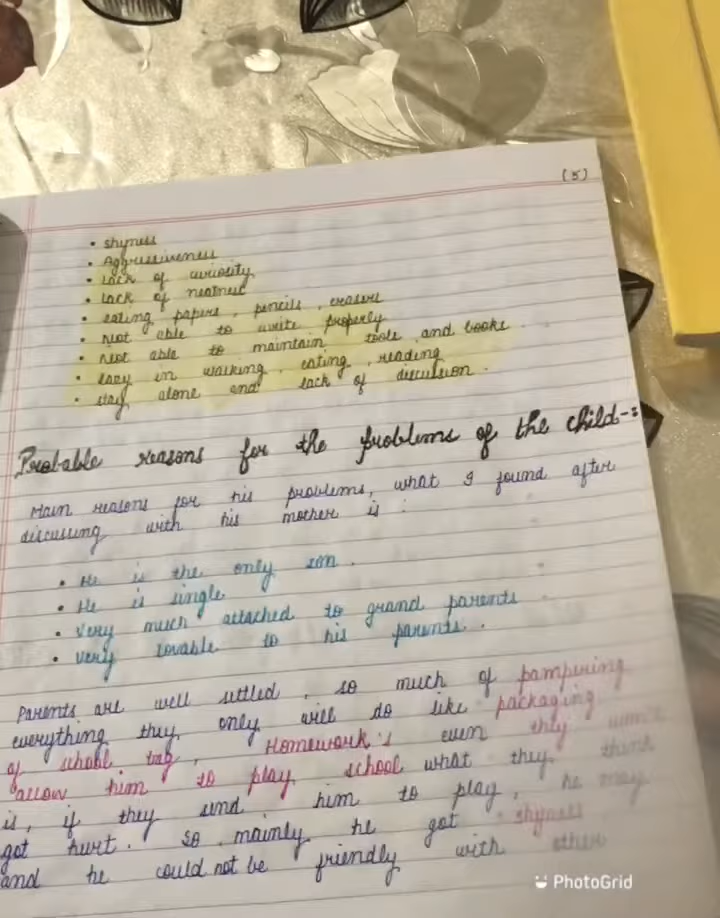 (5)
• shyness
• Aggressiveness
• Lack of curiosity
• Lack of neatness
• eating papers, pencils, erasers
• Not able to write properly
• Not able to maintain tools and books.
• Lazy in walking, eating, reading
• stay alone and lack of discussion.
Probable reasons for the problems of the child-:
Main reasons for his problems, what I found after
discussing with his mother is :
• He is the only son.
• He is single
• Very much attached to grand parents
• very lovable to his parents.
Parents are well settled, so much of pampering
everything they only will do like packaging
of school bag, Homework's even they won't
allow him to play school what they think
is, if they send him to play, he may
got hurt. so mainly he got shyness
and he could not be friendly with other
PhotoGrid